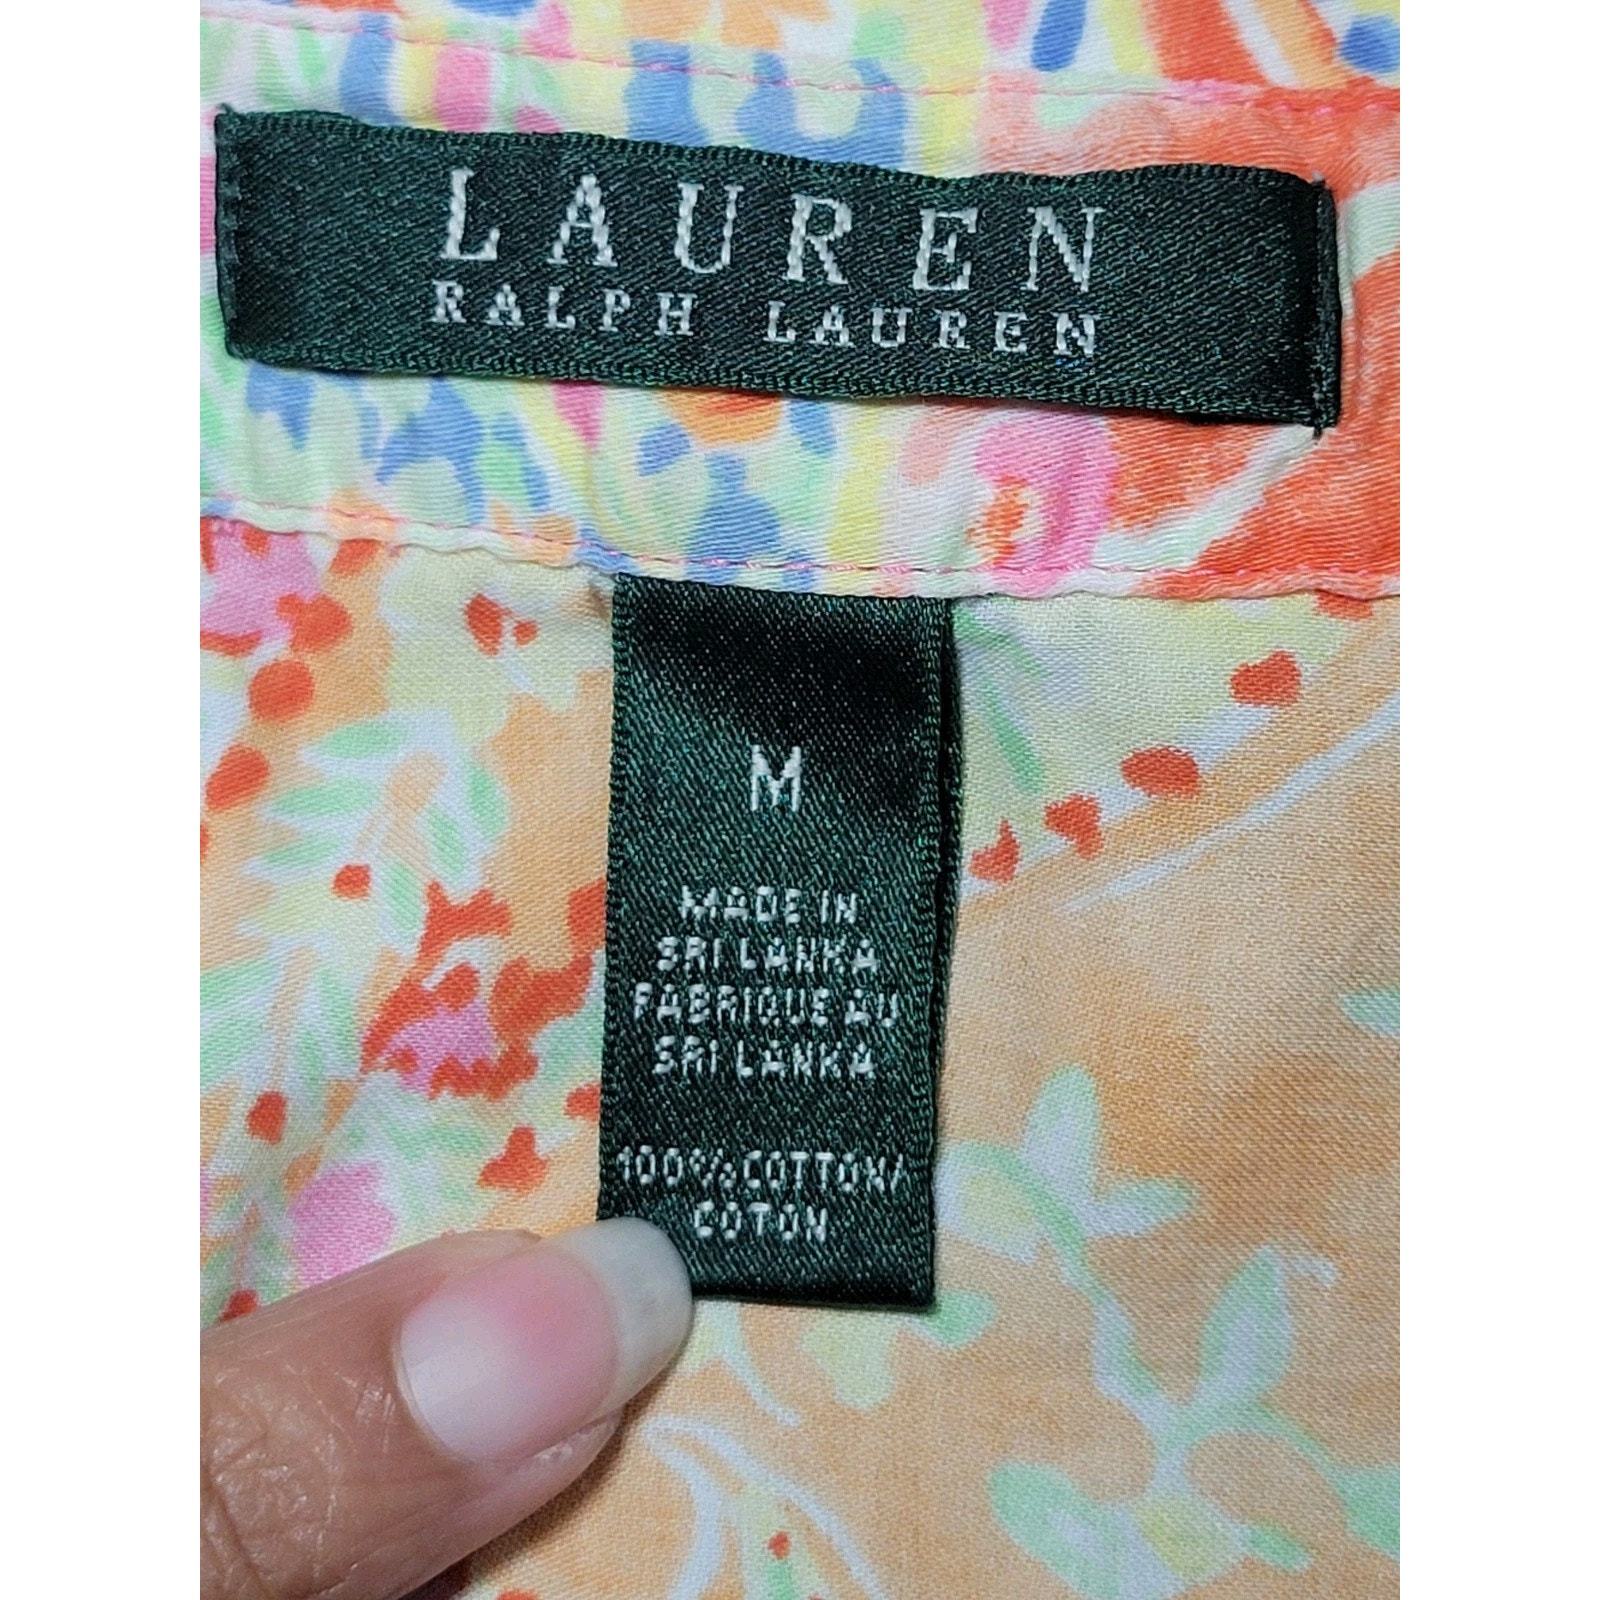 LAUREN
RALPH LAUREN
M
MADE IN
SRI LANKA
FABRIQUE AU
SRI LANKA
100% COTTON/
COTON